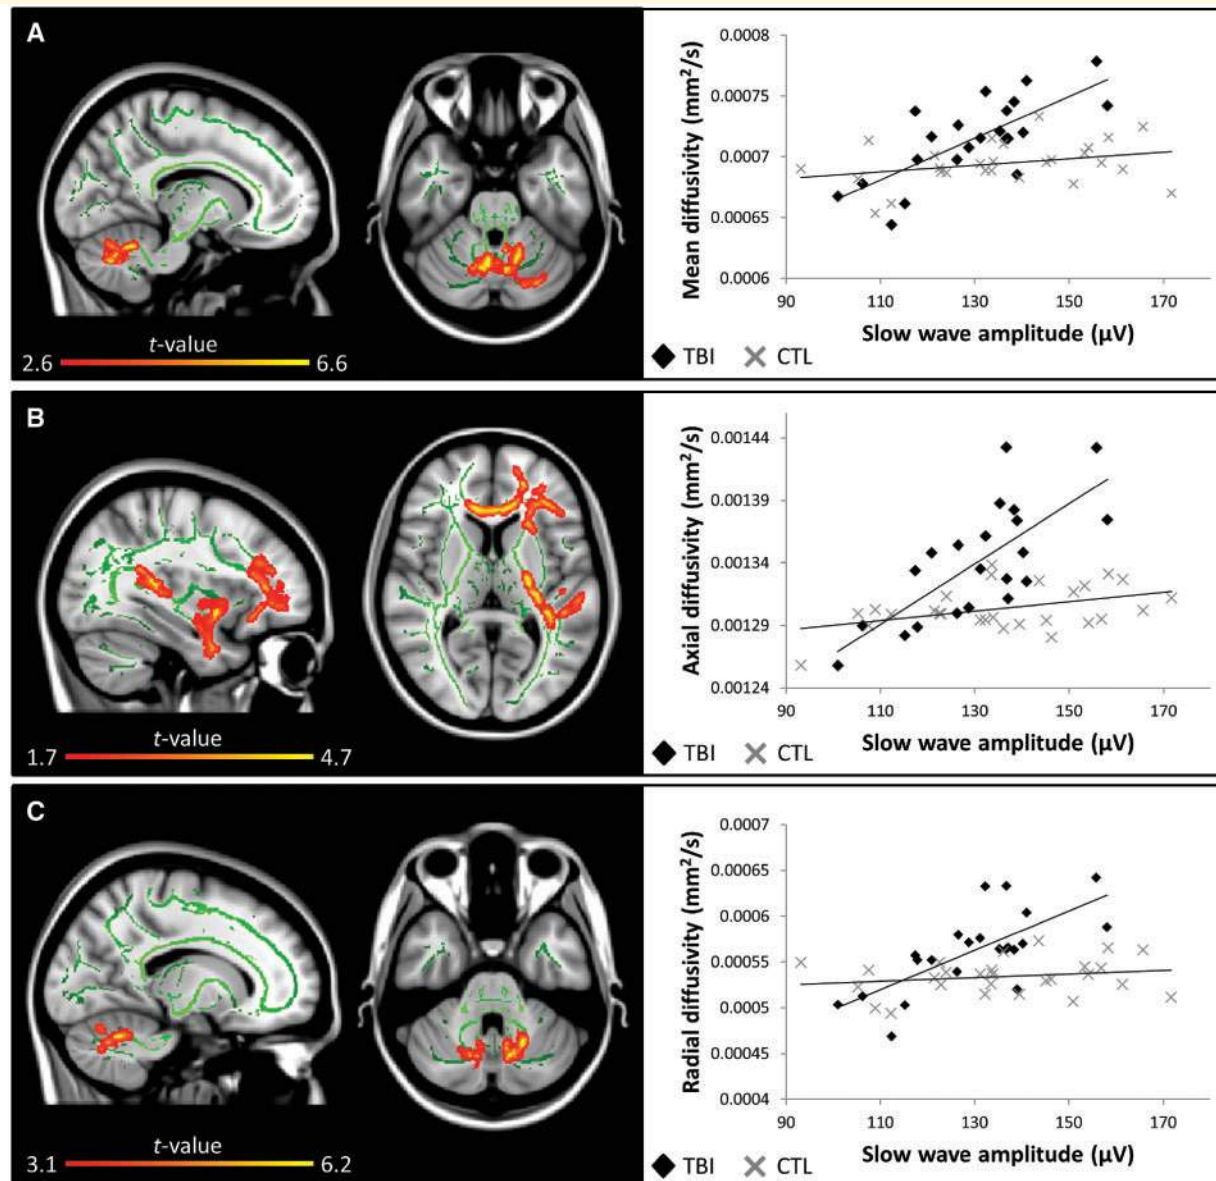 A
t-value
2.6 6.6
Mean diffusivity (mm²/s)
0.0008
0.00075
0.0007
0.00065
0.0006
90 110 130 150 170
Slow wave amplitude (µV)
TBI CTL
B
t-value
1.7 4.7
Axial diffusivity (mm²/s)
0.00144
0.00139
0.00134
0.00129
0.00124
90 110 130 150 170
Slow wave amplitude (µV)
TBI CTL
C
t-value
3.1 6.2
Radial diffusivity (mm²/s)
0.0007
0.00065
0.0006
0.00055
0.0005
0.00045
0.0004
90 110 130 150 170
Slow wave amplitude (µV)
TBI CTL